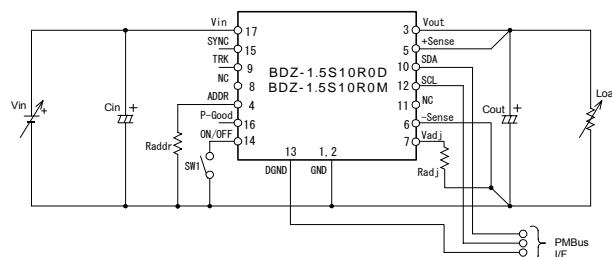 Vin 17 3 Vout
SYNC 15 5 +Sense
TRK 9 10 SDA
NC 8 12 SCL
ADDR 4 11 NC
P-Good 16 6 -Sense
ON/OFF 14 7 Vadj
BDZ-1.5S10R0D
BDZ-1.5S10R0M
13 1, 2
DGND GND
Vin
+
Cin +
Raddr
SW1
Radj
Cout +
Loa
PMBus
I/F